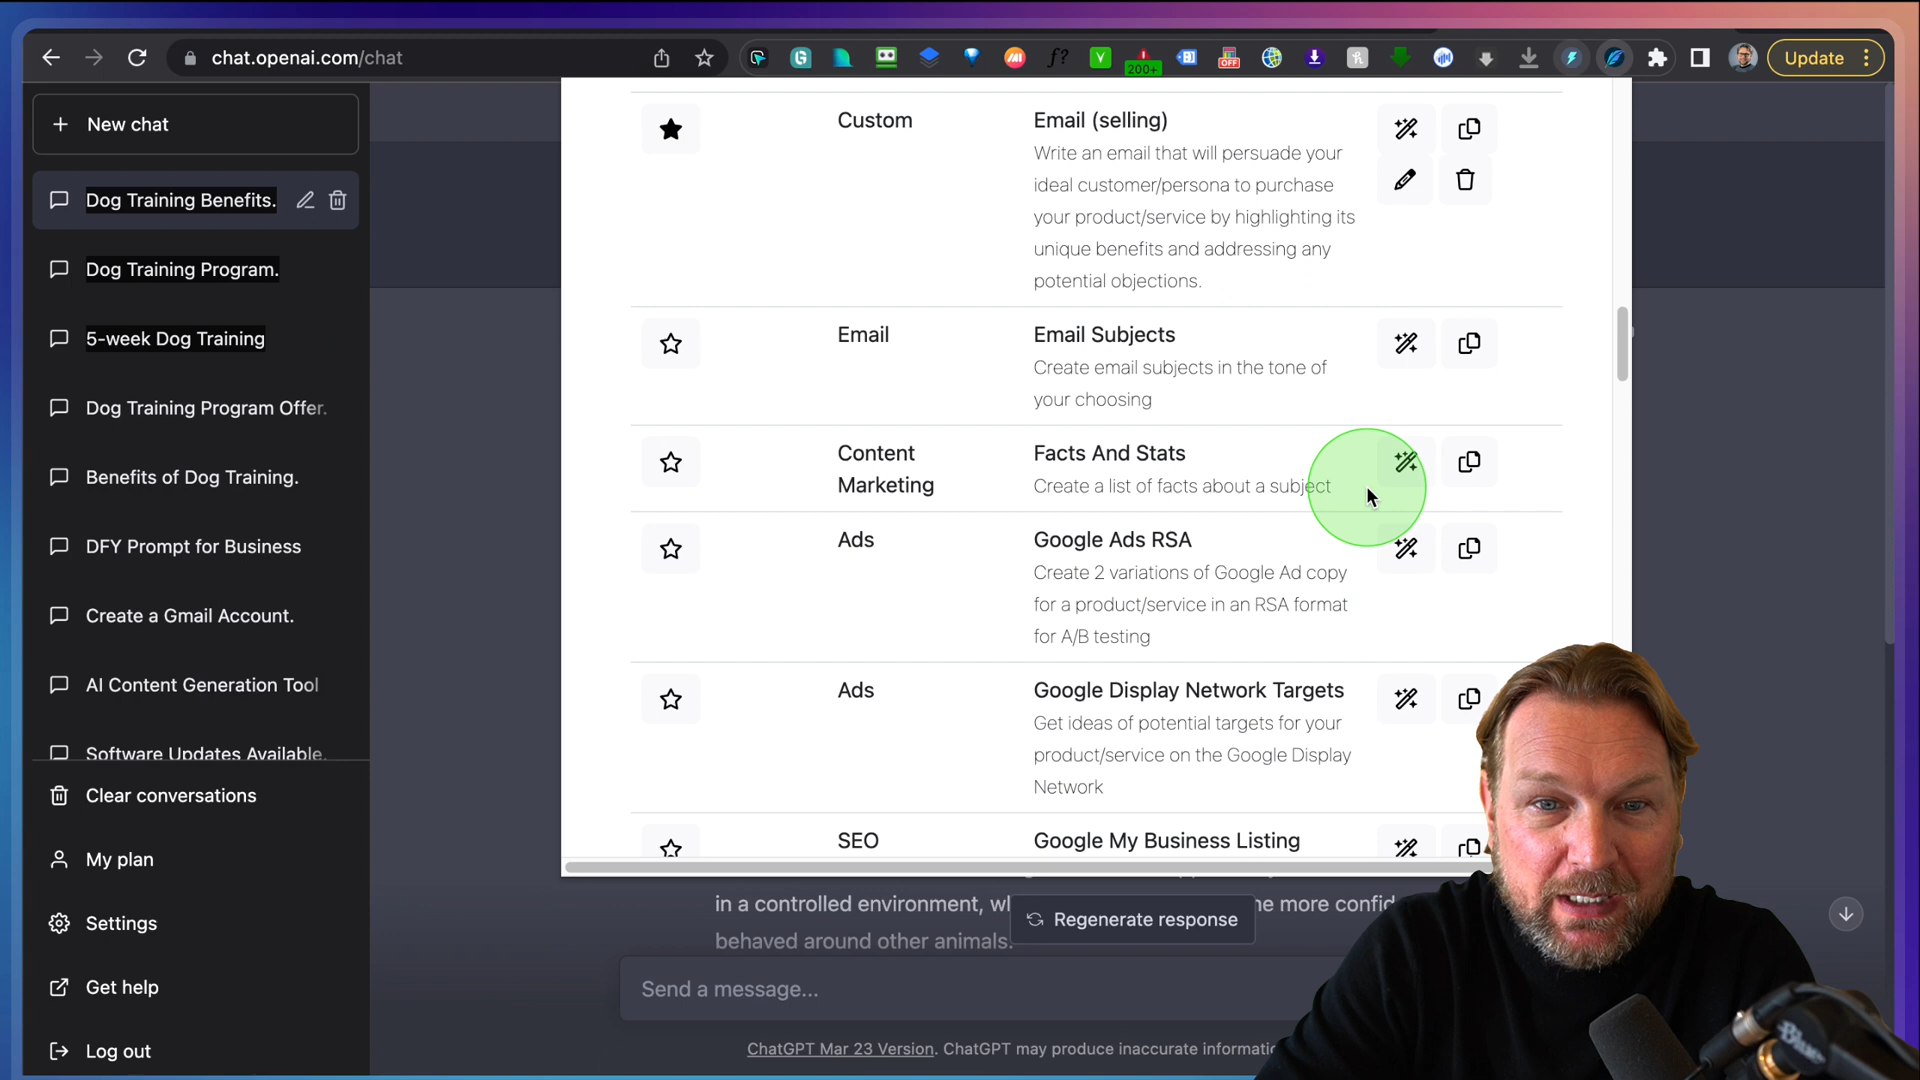 chat.openai.com/chat
200+
OFF
Update
New chat
Dog Training Benefits.
Dog Training Program.
5-week Dog Training
Dog Training Program Offer.
Benefits of Dog Training.
DFY Prompt for Business
Create a Gmail Account.
AI Content Generation Tool
Software Updates Available.
Clear conversations
My plan
Settings
Get help
Log out
Custom
Email (selling)
Write an email that will persuade your
ideal customer/persona to purchase
your product/service by highlighting its
unique benefits and addressing any
potential objections.
Email
Email Subjects
Create email subjects in the tone of
your choosing
Content
Marketing
Facts And Stats
Create a list of facts about a subject
Ads
Google Ads RSA
Create 2 variations of Google Ad copy
for a product/service in an RSA format
for A/B testing
Ads
Google Display Network Targets
Get ideas of potential targets for your
product/service on the Google Display
Network
SEO
Google My Business Listing
in a controlled environment, more
behaved around other animals.
Regenerate response
Send a message...
ChatGPT Mar 23 Version. ChatGPT may produce inaccurate
Blue